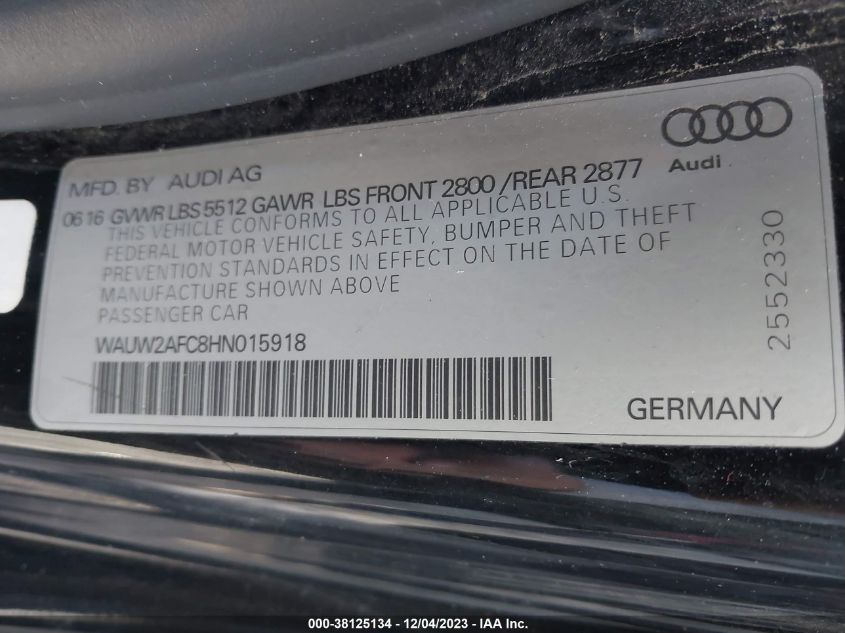 Audi
MFD. BY AUDI AG
0616 GVWR LBS 5512 GAWR LBS FRONT 2800 / REAR 2877
THIS VEHICLE CONFORMS TO ALL APPLICABLE U.S.
FEDERAL MOTOR VEHICLE SAFETY, BUMPER AND THEFT
PREVENTION STANDARDS IN EFFECT ON THE DATE OF
MANUFACTURE SHOWN ABOVE
PASSENGER CAR
WAUW2AFC8HN015918
GERMANY
2552330
000-38125134 - 12/04/2023 - IAA Inc.